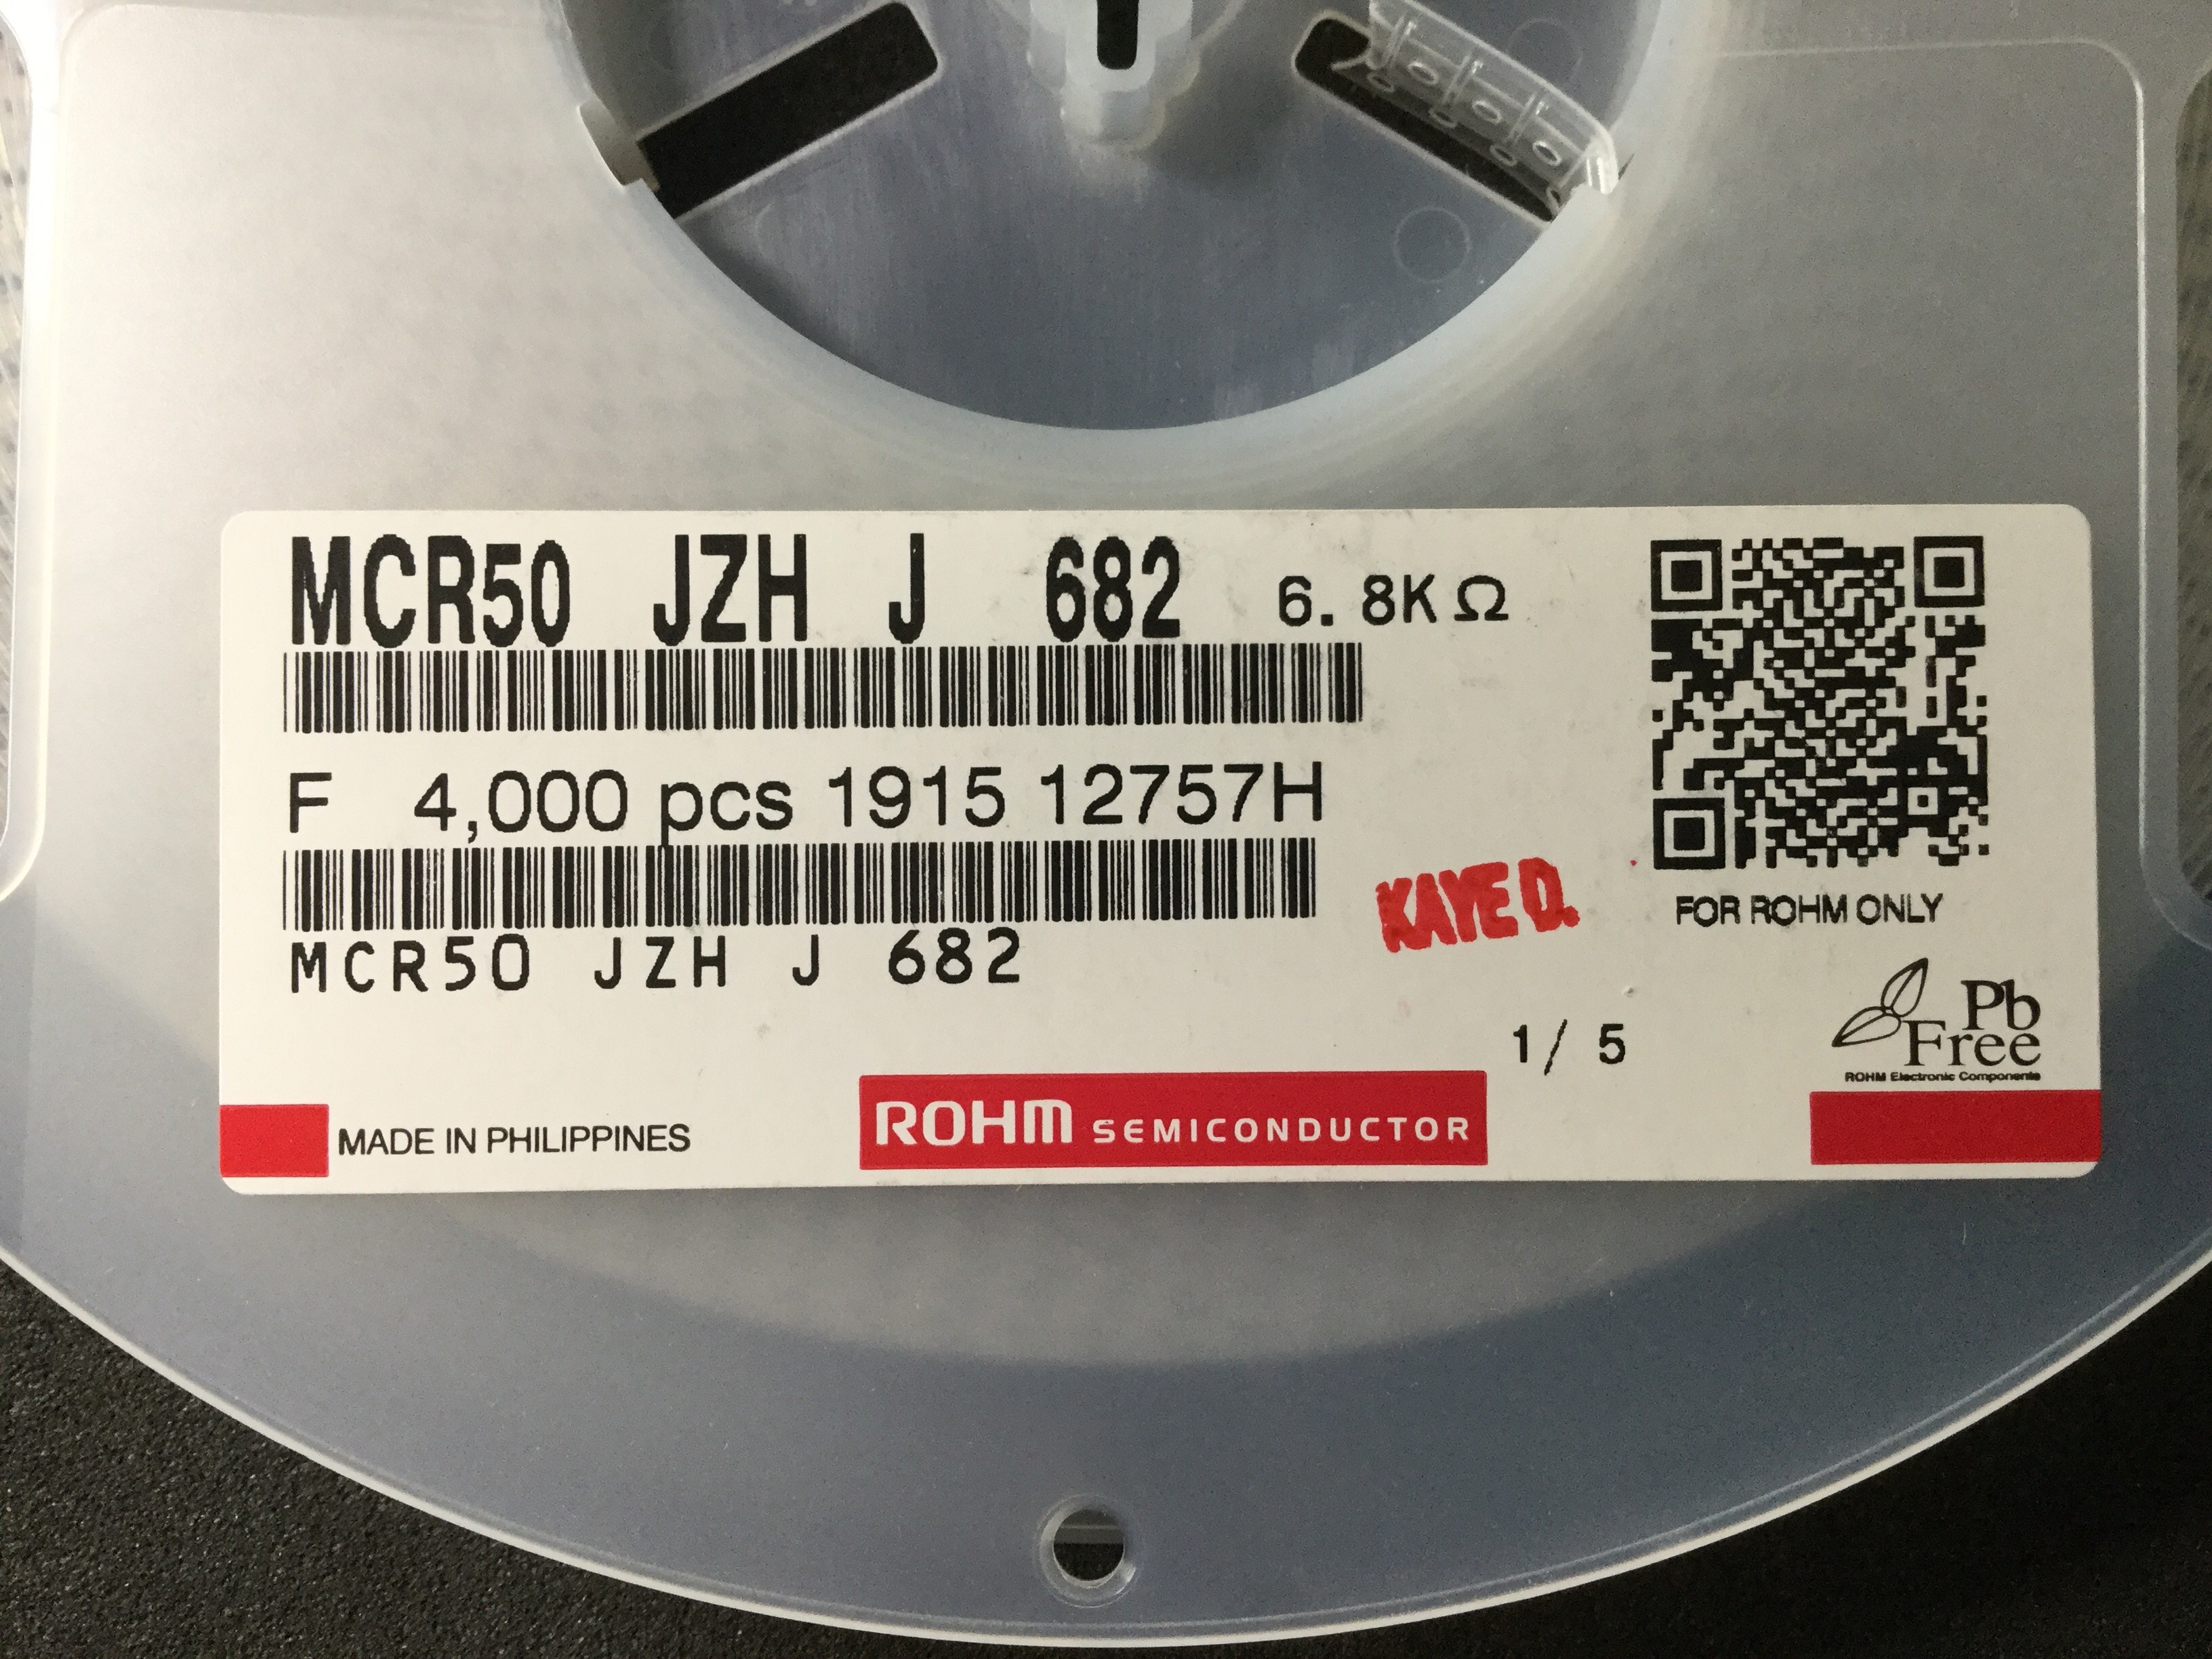 MCR50 JZH J 682 6.8KΩ
F 4,000 pcs 1915 12757H
MCR50 JZH J 682
KAYE D.
FOR ROHM ONLY
1/ 5
Pb
Free
ROHM Electronic Components
MADE IN PHILIPPINES
ROHM SEMICONDUCTOR